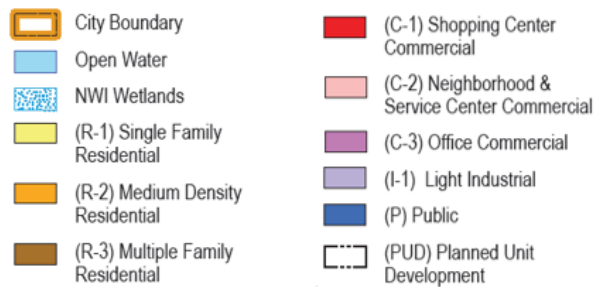 City Boundary
Open Water
NWI Wetlands
(R-1) Single Family
Residential
(R-2) Medium Density
Residential
(R-3) Multiple Family
Residential
(C-1) Shopping Center
Commercial
(C-2) Neighborhood &
Service Center Commercial
(C-3) Office Commercial
(I-1) Light Industrial
(P) Public
(PUD) Planned Unit
Development